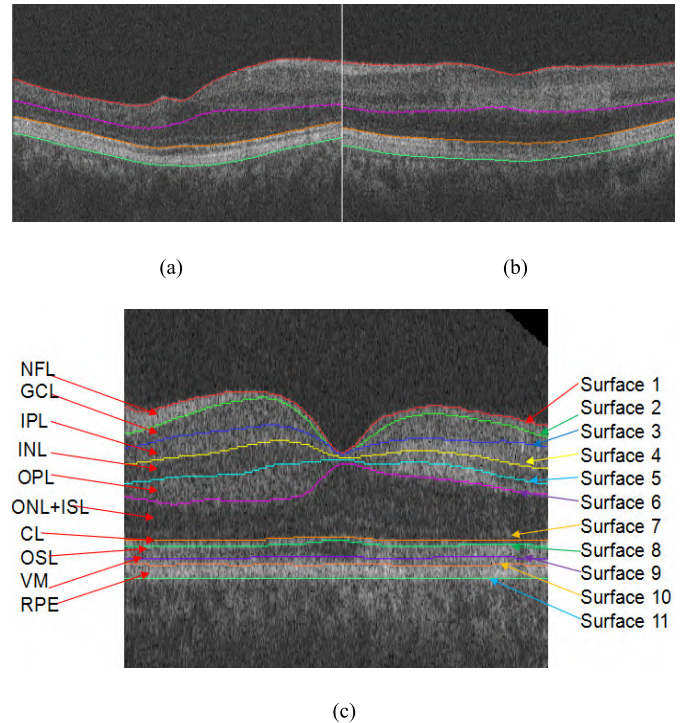 (a)
(b)
NFL
GCL
IPL
INL
OPL
ONL+ISL
CL
OSL
VM
RPE
Surface 1
Surface 2
Surface 3
Surface 4
Surface 5
Surface 6
Surface 7
Surface 8
Surface 9
Surface 10
Surface 11
(c)